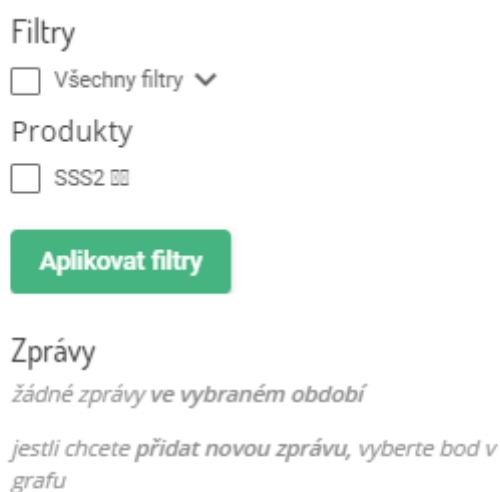 Filtry
Všechny filtry
Produkty
SSS2
Aplikovat filtry
Zprávy
žádné zprávy ve vybraném období
jestli chcete přidat novou zprávu, vyberte bod v
grafu